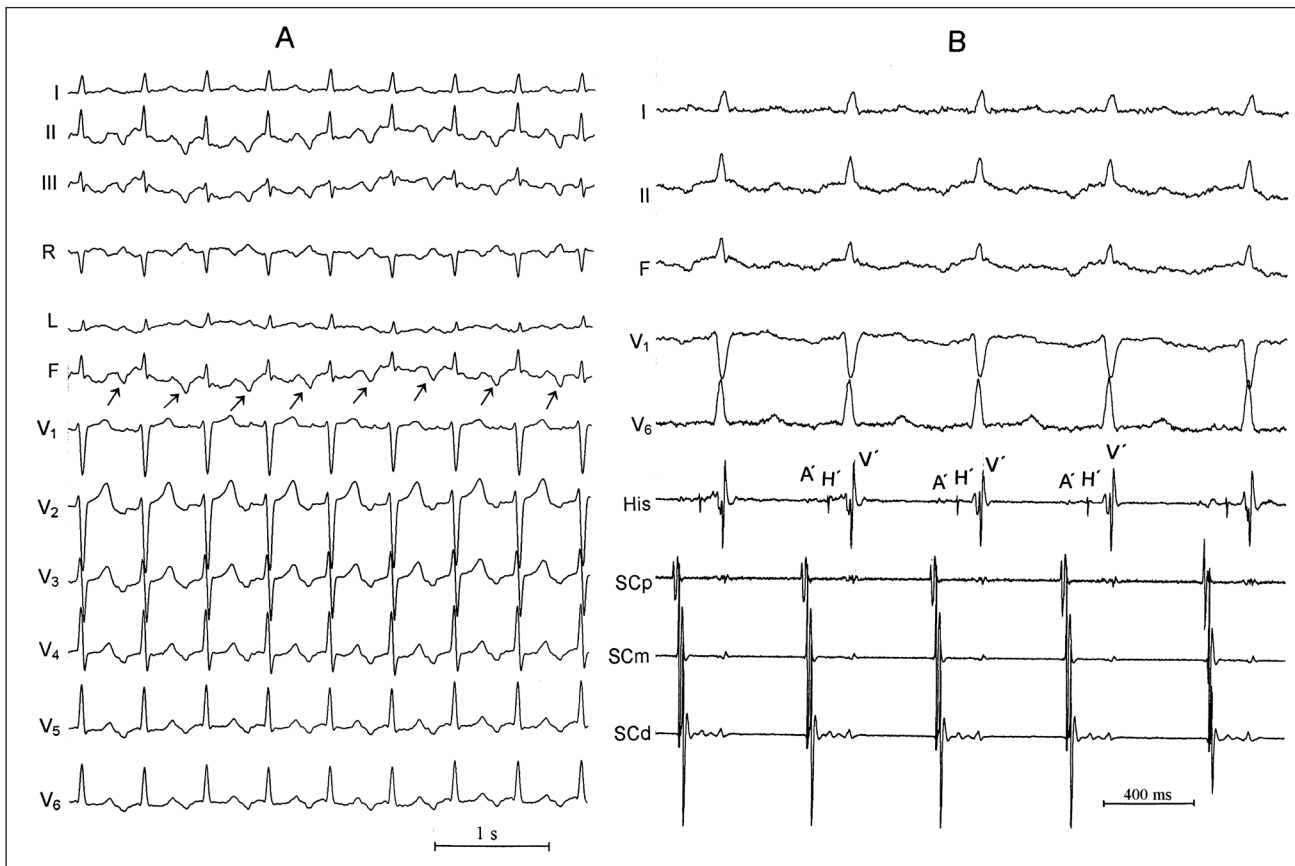 A
I
II
III
R
L
F
V1
V2
V3
V4
V5
V6
1 s
B
I
II
F
V1
V6
A´ H´ V´ A´ H´ V´ A´ H´ V´
His
SCp
SCm
SCd
400 ms